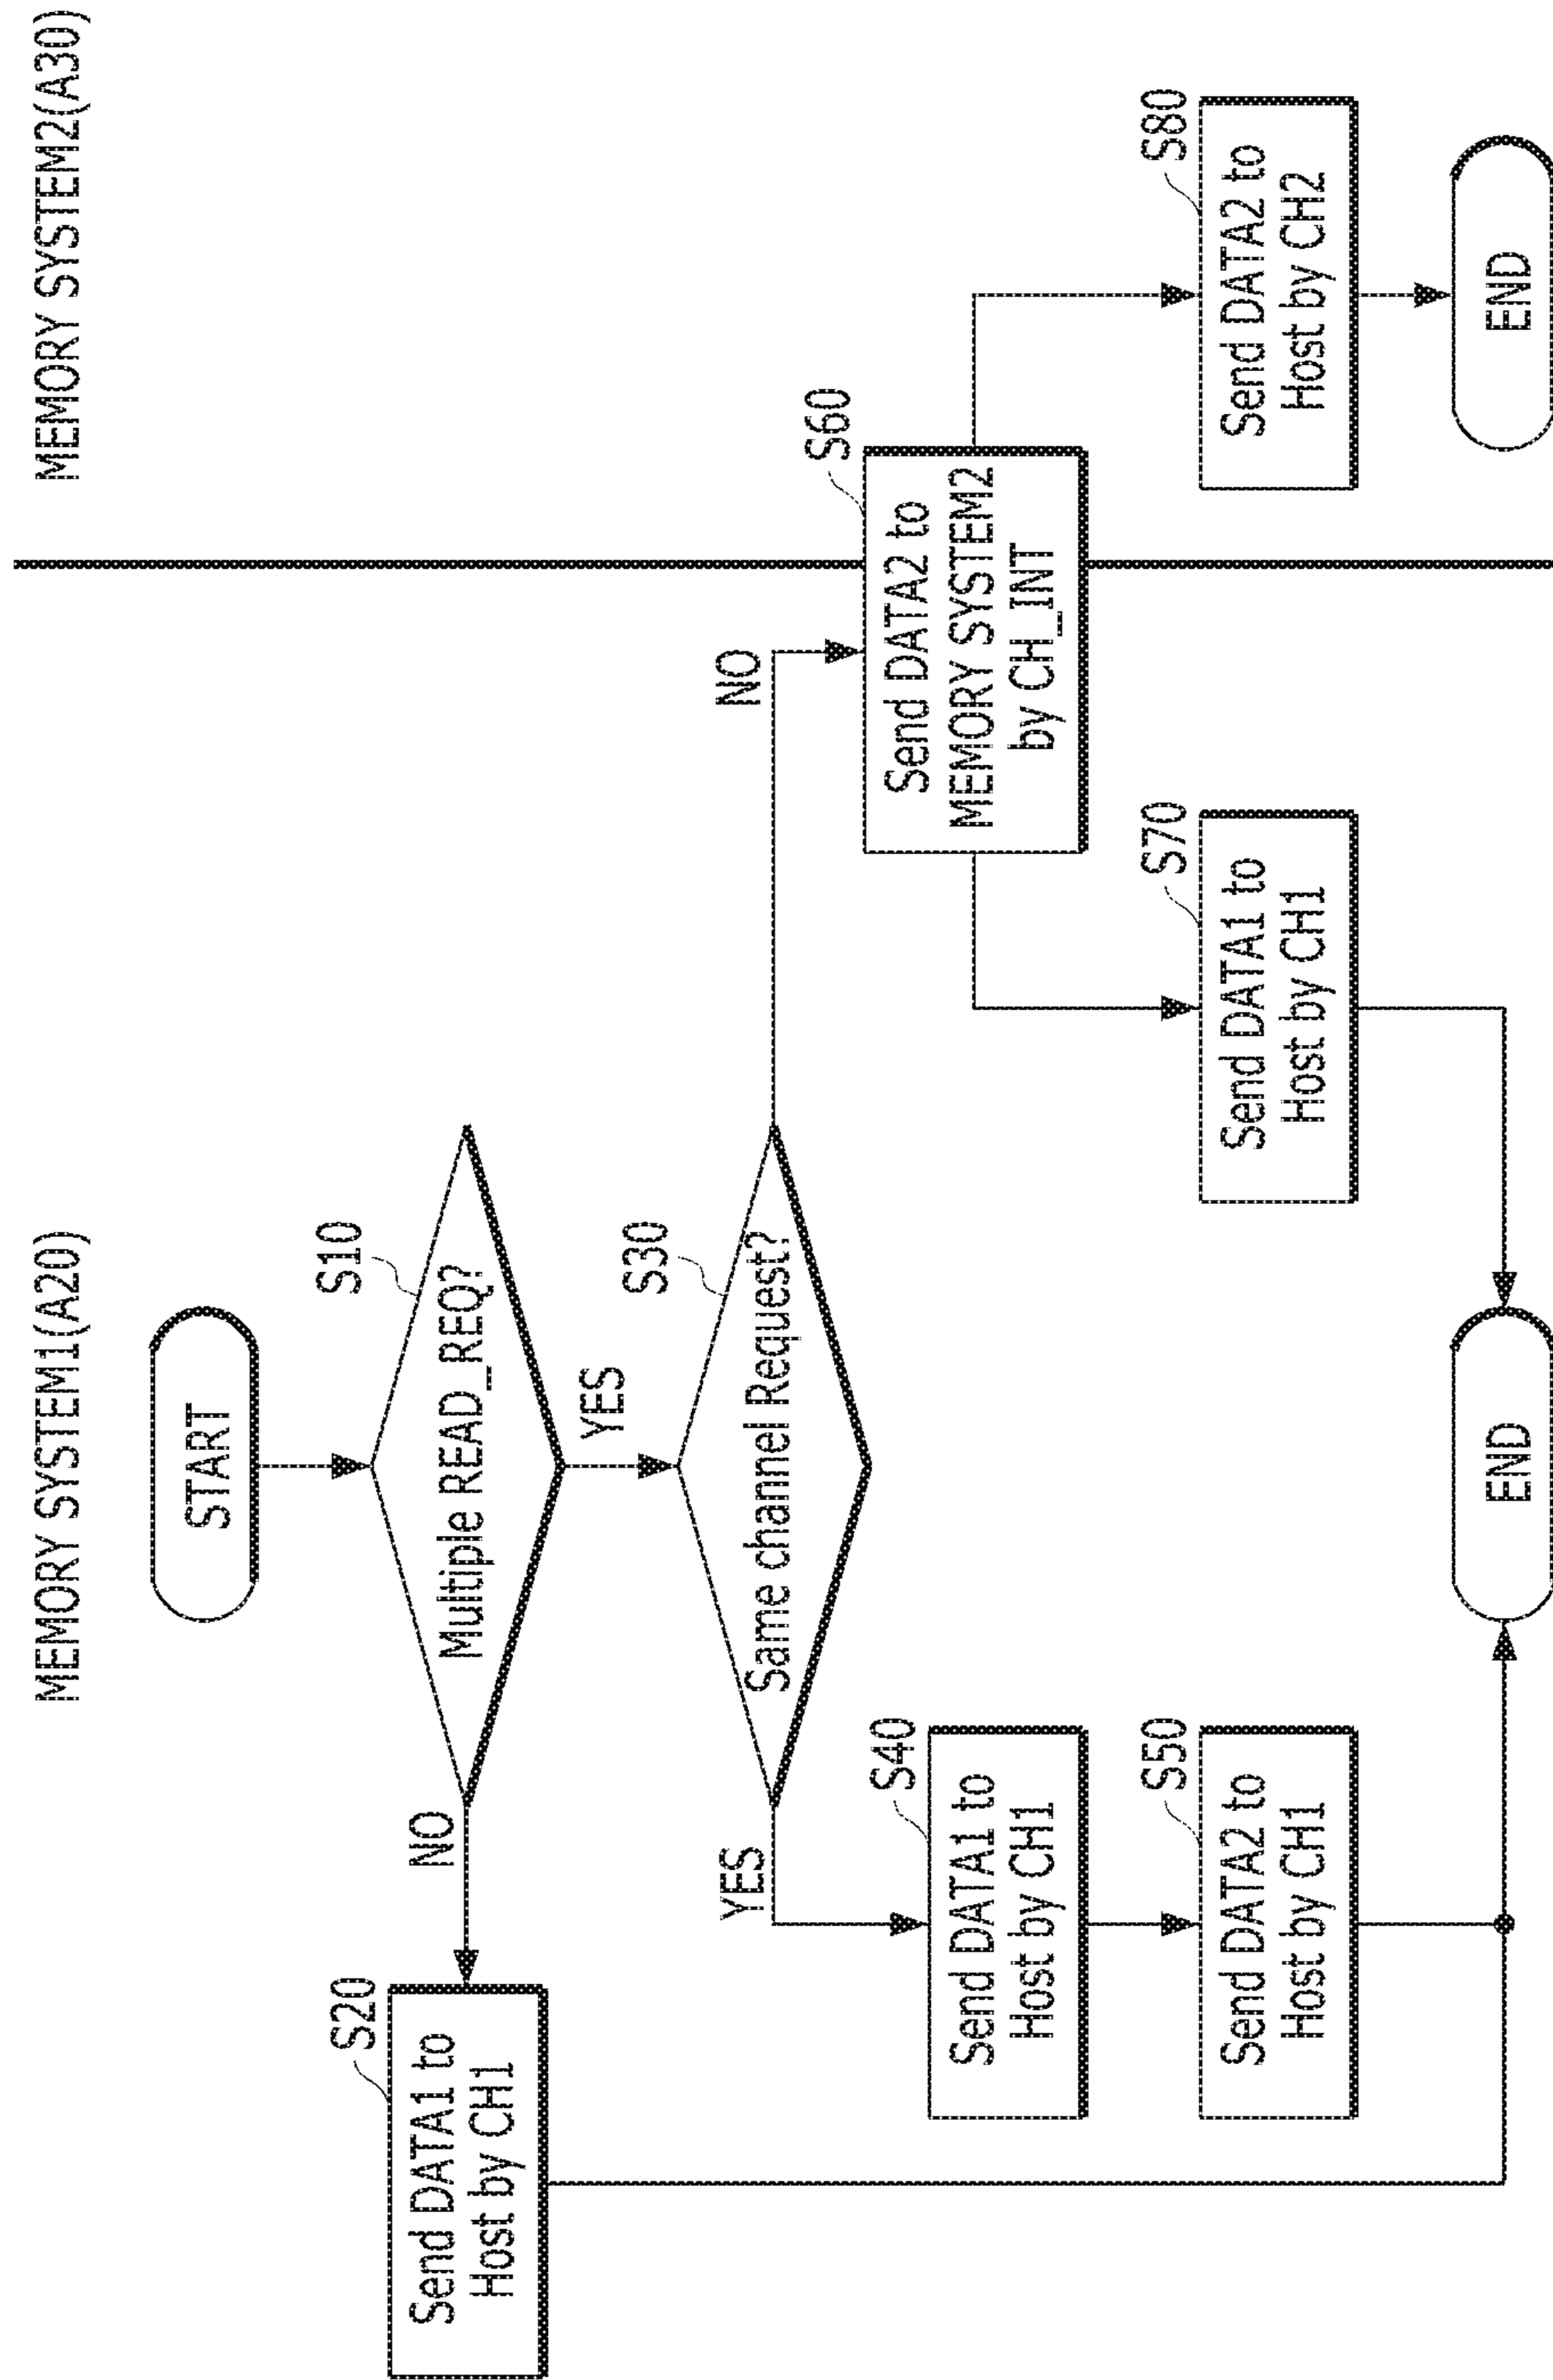 MEMORY SYSTEM1(A20)
MEMORY SYSTEM2(A30)
START
S10
Multiple READ_REQ?
NO
YES
S20
Send DATA1 to
Host by CH1
S30
Same channel Request?
YES
NO
S40
Send DATA1 to
Host by CH1
S50
Send DATA2 to
Host by CH1
S60
Send DATA2 to
MEMORY SYSTEM2
by CH_INT
S70
Send DATA1 to
Host by CH1
S80
Send DATA2 to
Host by CH2
END
END